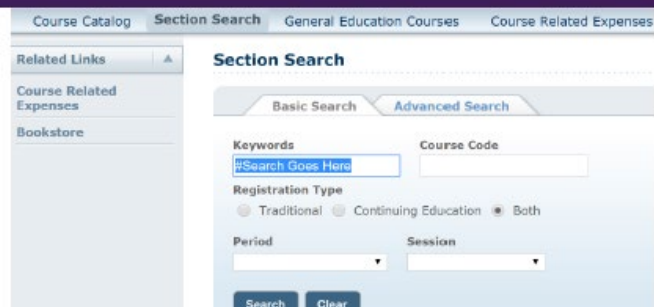 Course Catalog Section Search General Education Courses Course Related Expenses
Related Links
Course Related
Expenses
Bookstore
Section Search
Basic Search Advanced Search
Keywords Course Code
#Search Goes Here
Registration Type
Traditional Continuing Education Both
Period Session
Search Clear